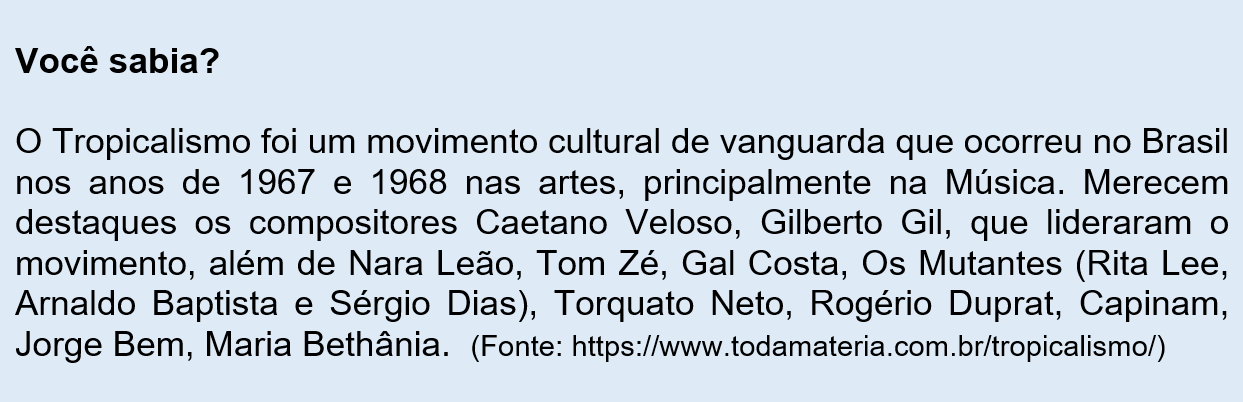 Você sabia?
O Tropicalismo foi um movimento cultural de vanguarda que ocorreu no Brasil
nos anos de 1967 e 1968 nas artes, principalmente na Música. Merecem
destaques os compositores Caetano Veloso, Gilberto Gil, que lideraram o
movimento, além de Nara Leão, Tom Zé, Gal Costa, Os Mutantes (Rita Lee,
Arnaldo Baptista e Sérgio Dias), Torquato Neto, Rogério Duprat, Capinam,
Jorge Bem, Maria Bethânia. (Fonte: https://www.todamateria.com.br/tropicalismo/)